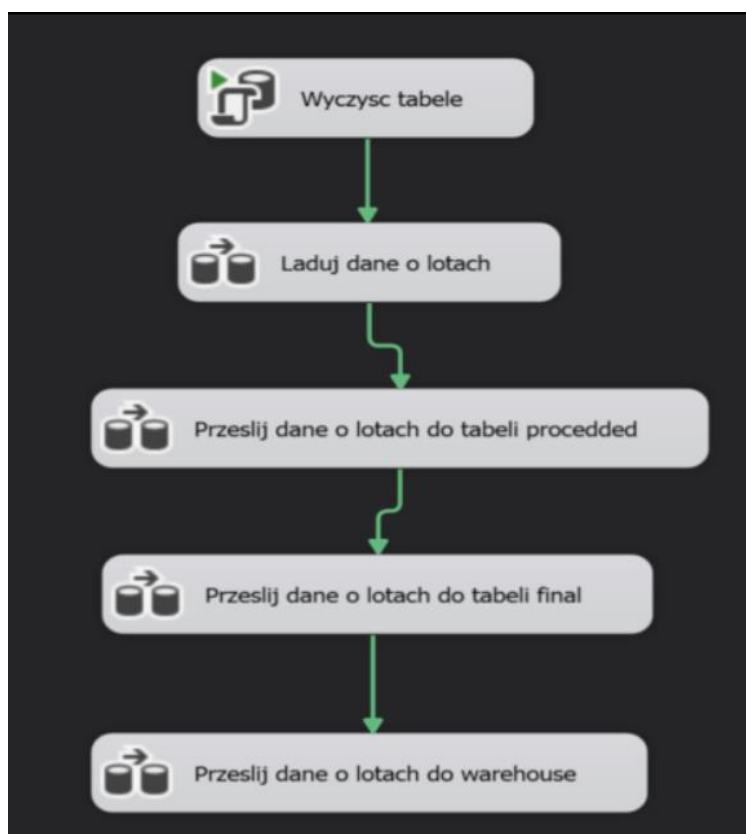 Wyczysc tabele
Laduj dane o lotach
Przeslij dane o lotach do tabeli procedded
Przeslij dane o lotach do tabeli final
Przeslij dane o lotach do warehouse